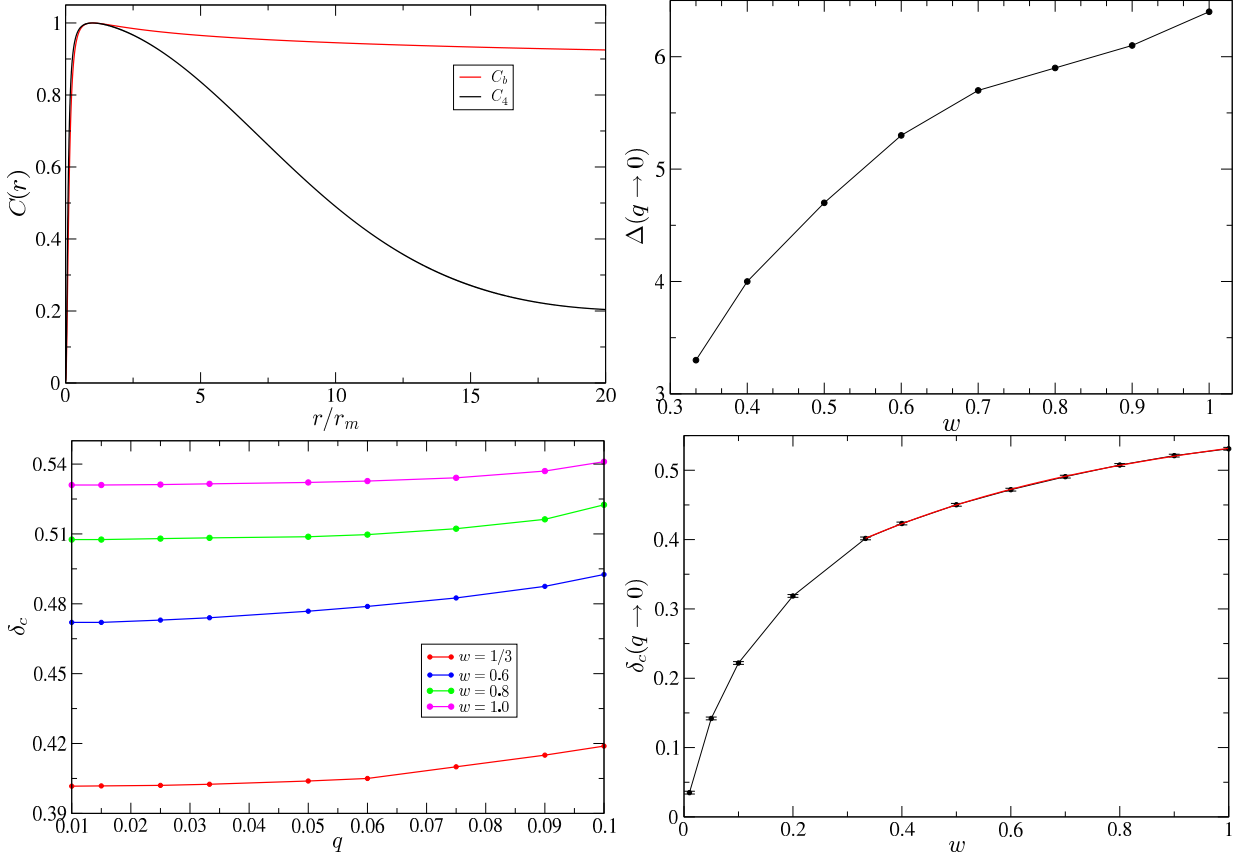 1
0.8
0.6
0.4
0.2
0
C(r)
C_b
C_4
0 5 10 15 20
r/r_m
6
5
4
3
Δ(q → 0)
0.3 0.4 0.5 0.6 0.7 0.8 0.9 1
w
0.54
0.51
0.48
0.45
0.42
0.39
δ_c
w = 1/3
w = 0.6
w = 0.8
w = 1.0
0.01 0.02 0.03 0.04 0.05 0.06 0.07 0.08 0.09 0.1
q
0.5
0.4
0.3
0.2
0.1
0
δ_c(q → 0)
0 0.2 0.4 0.6 0.8 1
w